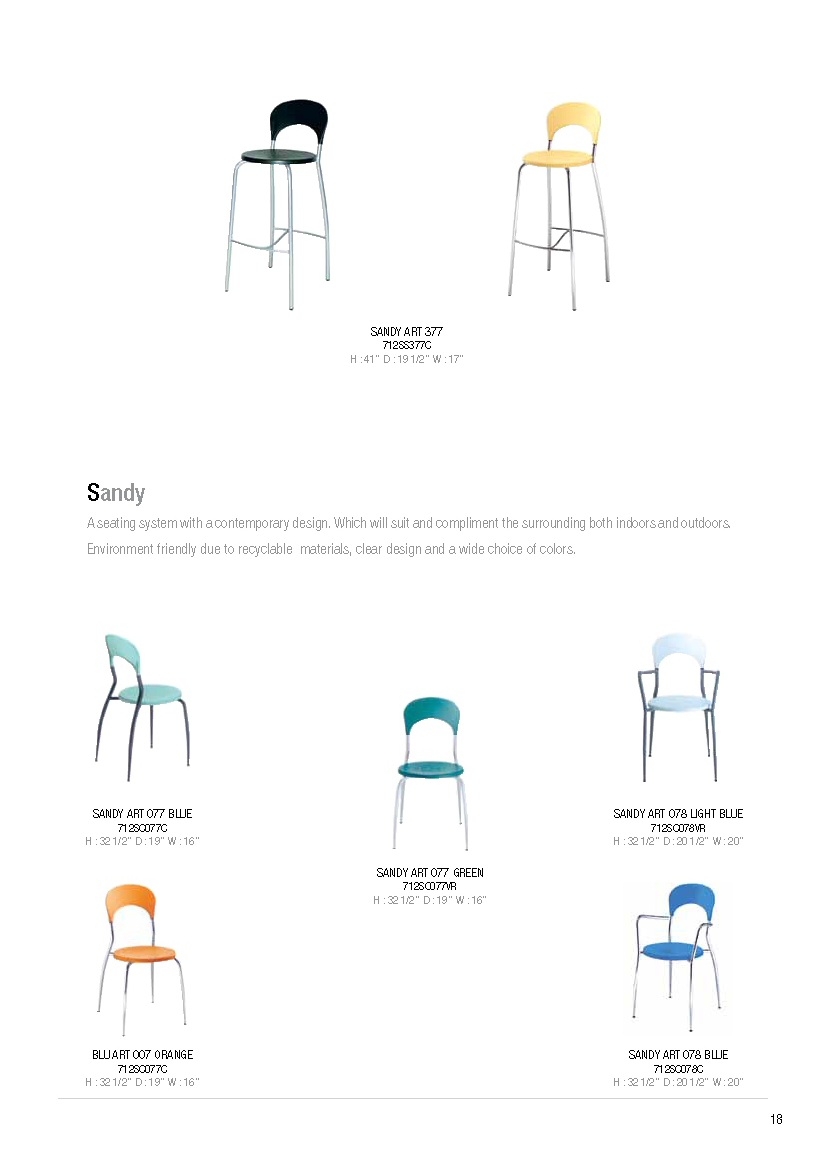 SANDY ART 377
712SS377C
H : 41" D : 19 1/2" W : 17"
Sandy
A seating system with a contemporary design. Which will suit and compliment the surrounding both indoors and outdoors.
Environment friendly due to recyclable materials, clear design and a wide choice of colors.
SANDY ART 077 BLUE
712SC077C
H : 32 1/2" D : 19" W : 16"
SANDY ART 078 LIGHT BLUE
712SC078VR
H : 32 1/2" D : 20 1/2" W : 20"
SANDY ART 077 GREEN
712SC077VR
H : 32 1/2" D : 19" W : 16"
BLU ART 007 ORANGE
712SC077C
H : 32 1/2" D : 19" W : 16"
SANDY ART 078 BLUE
712SC078C
H : 32 1/2" D : 20 1/2" W : 20"
18